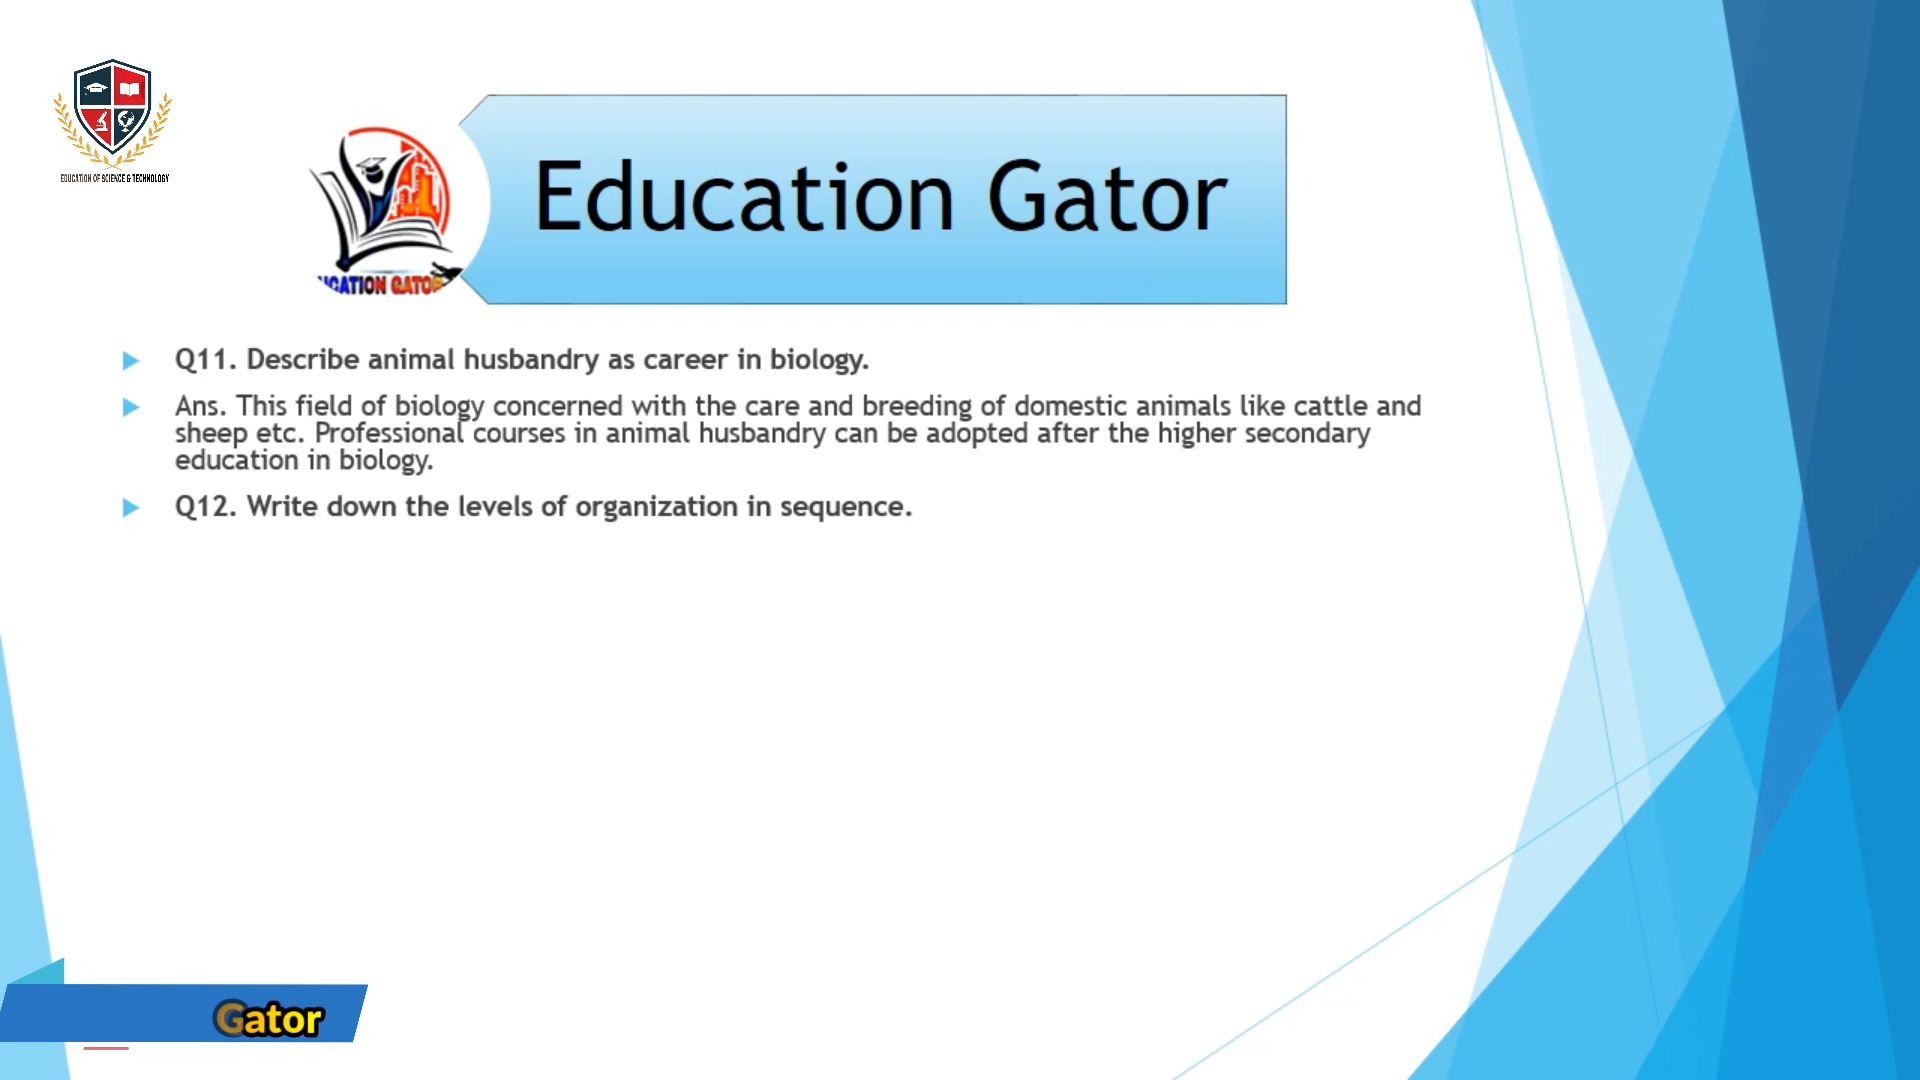 EDUCATION OF SCIENCE & TECHNOLOGY
UCATION GATOR
Education Gator
Q11. Describe animal husbandry as career in biology.
Ans. This field of biology concerned with the care and breeding of domestic animals like cattle and
sheep etc. Professional courses in animal husbandry can be adopted after the higher secondary
education in biology.
Q12. Write down the levels of organization in sequence.
Gator